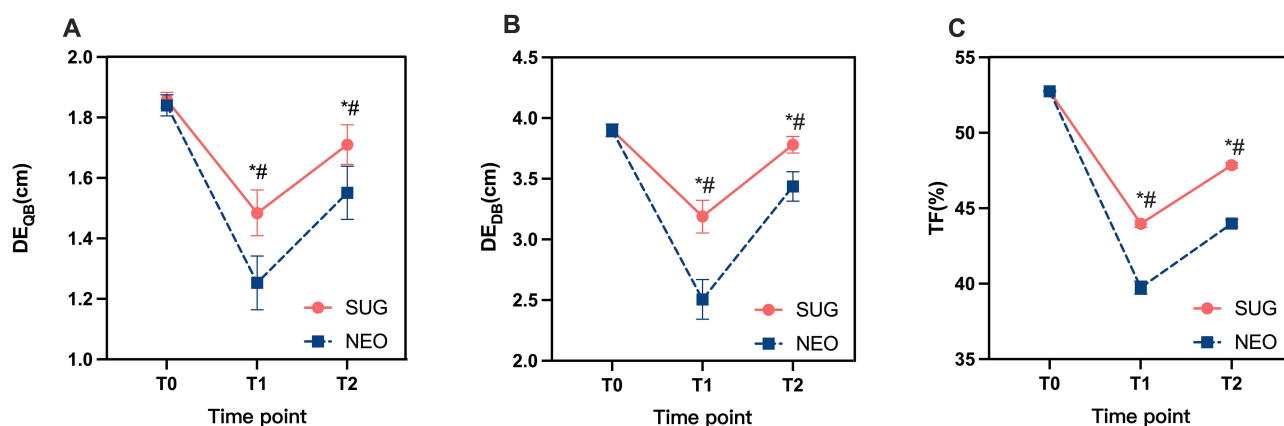 A
DE_QB(cm)
2.0
1.8
1.6
1.4
1.2
1.0
*#
*#
SUG
NEO
T0 T1 T2
Time point
B
DE_DB(cm)
4.5
4.0
3.5
3.0
2.5
2.0
*#
*#
SUG
NEO
T0 T1 T2
Time point
C
TF(%)
55
50
45
40
35
*#
*#
SUG
NEO
T0 T1 T2
Time point